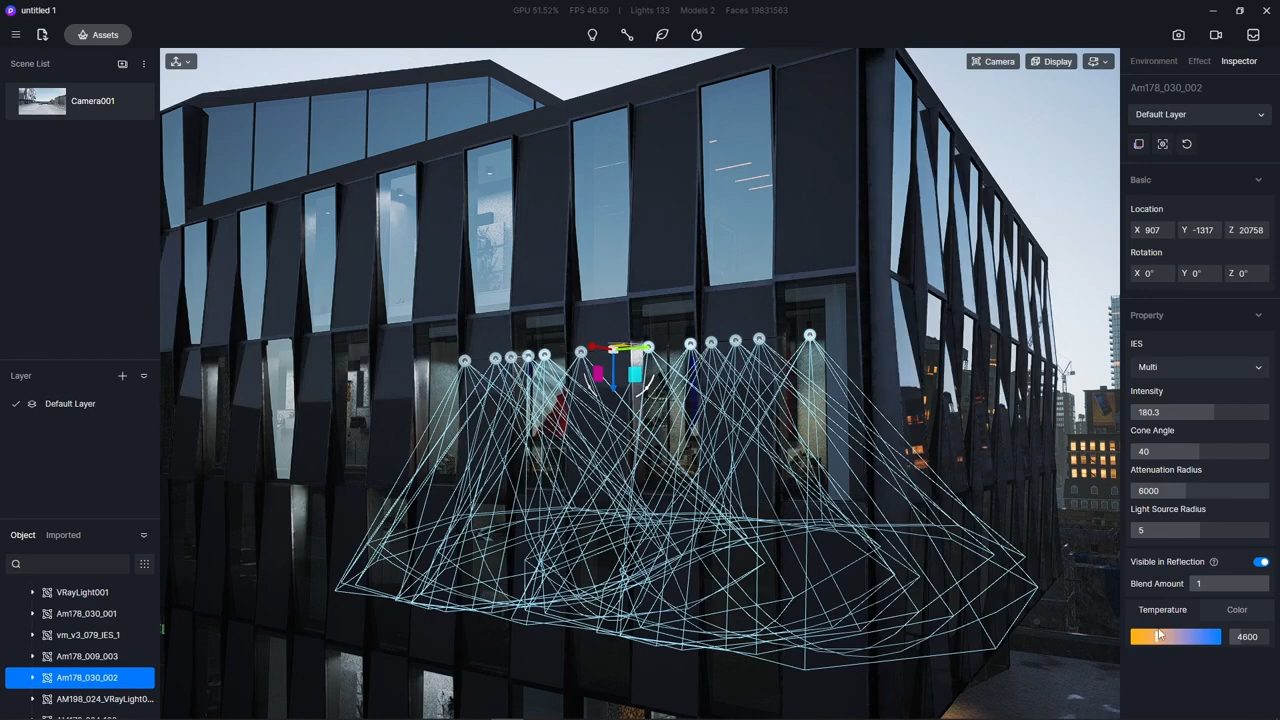 untitled 1
GPU 51.52% FPS 46.50 | Lights 133 Models 2 Faces 19831563
Assets
Scene List
Camera001
Camera
Display
Environment Effect Inspector
Am178_030_002
Default Layer
Basic
Location
X 907 Y -1317 Z 20758
Rotation
X 0° Y 0° Z 0°
Property
IES
Multi
Intensity
180.3
Cone Angle
40
Attenuation Radius
6000
Light Source Radius
5
Visible in Reflection
Blend Amount 1
Temperature Color
4600
Layer
Default Layer
Object Imported
VRayLight001
Am178_030_001
vm_v3_079_IES_1
Am178_009_003
Am178_030_002
AM198_024_VRayLight0...